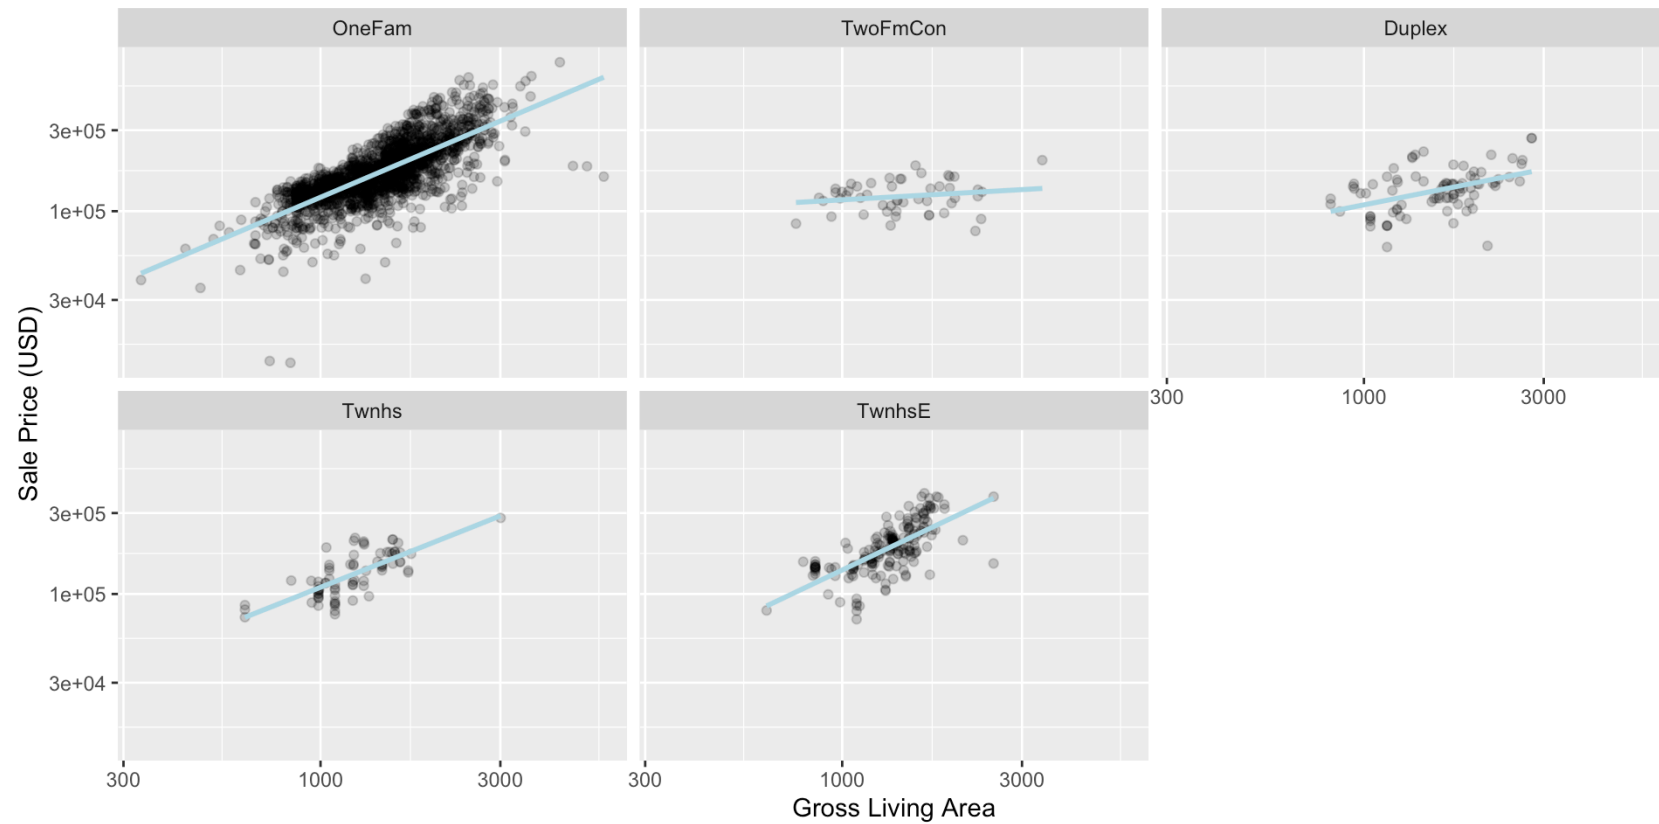 OneFam
TwoFmCon
Duplex
3e+05
1e+05
3e+04
300
1000
3000
Twnhs
TwnhsE
3e+05
1e+05
3e+04
300
1000
3000
300
1000
3000
Gross Living Area
Sale Price (USD)